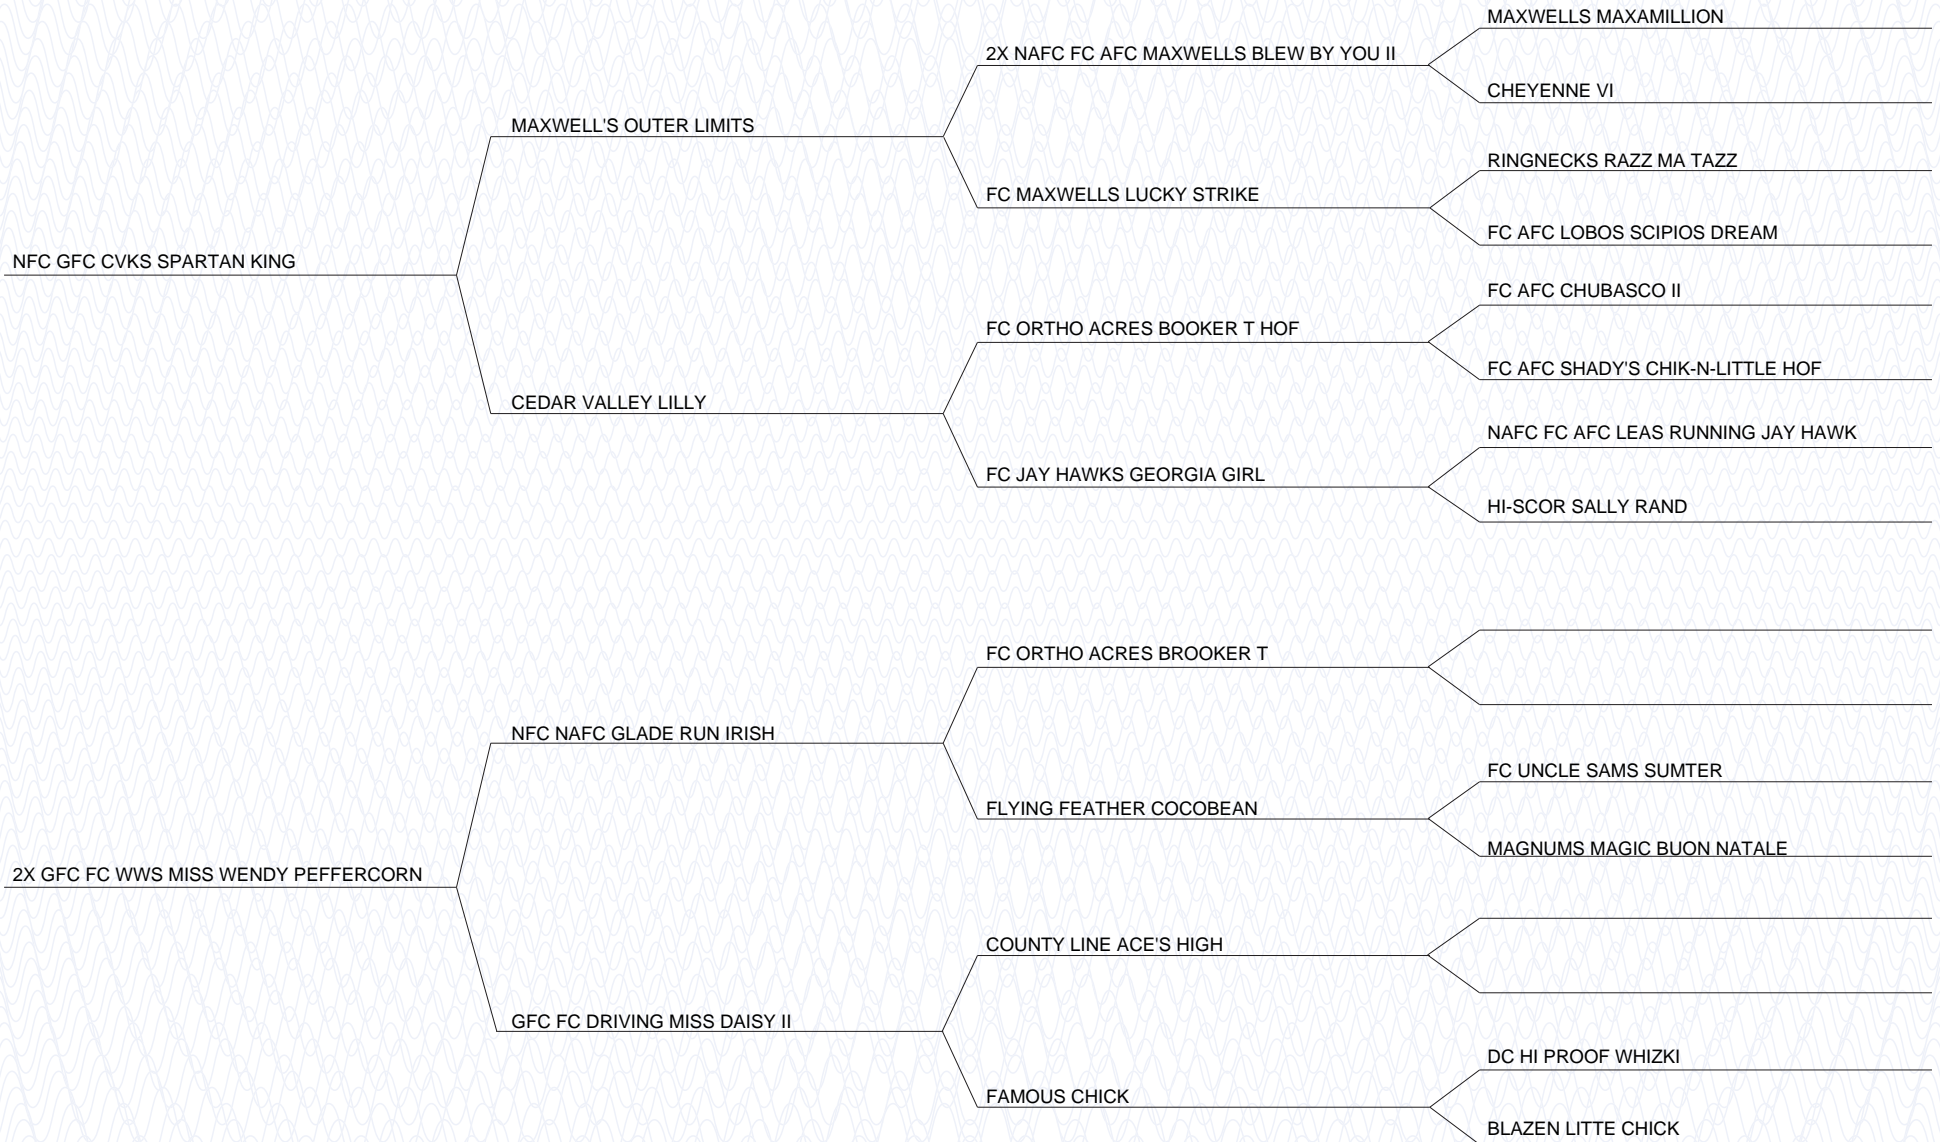 MAXWELLS MAXAMILLION
2X NAFC FC AFC MAXWELLS BLEW BY YOU II
CHEYENNE VI
MAXWELL'S OUTER LIMITS
RINGNECKS RAZZ MA TAZZ
FC MAXWELLS LUCKY STRIKE
FC AFC LOBOS SCIPIOS DREAM
NFC GFC CVKS SPARTAN KING
FC AFC CHUBASCO II
FC ORTHO ACRES BOOKER T HOF
FC AFC SHADY'S CHIK-N-LITTLE HOF
CEDAR VALLEY LILLY
NAFC FC AFC LEAS RUNNING JAY HAWK
FC JAY HAWKS GEORGIA GIRL
HI-SCOR SALLY RAND
FC ORTHO ACRES BROOKER T
NFC NAFC GLADE RUN IRISH
FC UNCLE SAMS SUMTER
FLYING FEATHER COCOBEAN
MAGNUMS MAGIC BUON NATALE
2X GFC FC WWS MISS WENDY PEFFERCORN
COUNTY LINE ACE'S HIGH
GFC FC DRIVING MISS DAISY II
DC HI PROOF WHIZKI
FAMOUS CHICK
BLAZEN LITTE CHICK